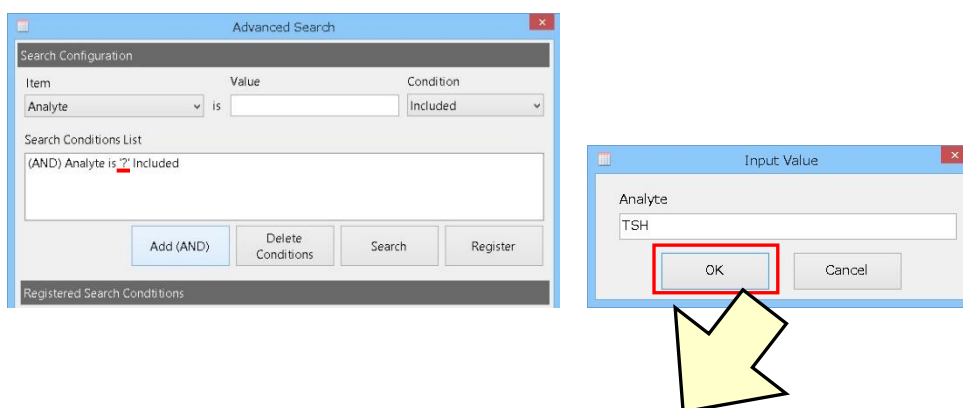 Advanced Search
Search Configuration
Item Value Condition
Analyte is Included
Search Conditions List
(AND) Analyte is '?' Included
Add (AND) Delete Conditions Search Register
Registered Search Condtitions
Input Value
Analyte
TSH
OK Cancel